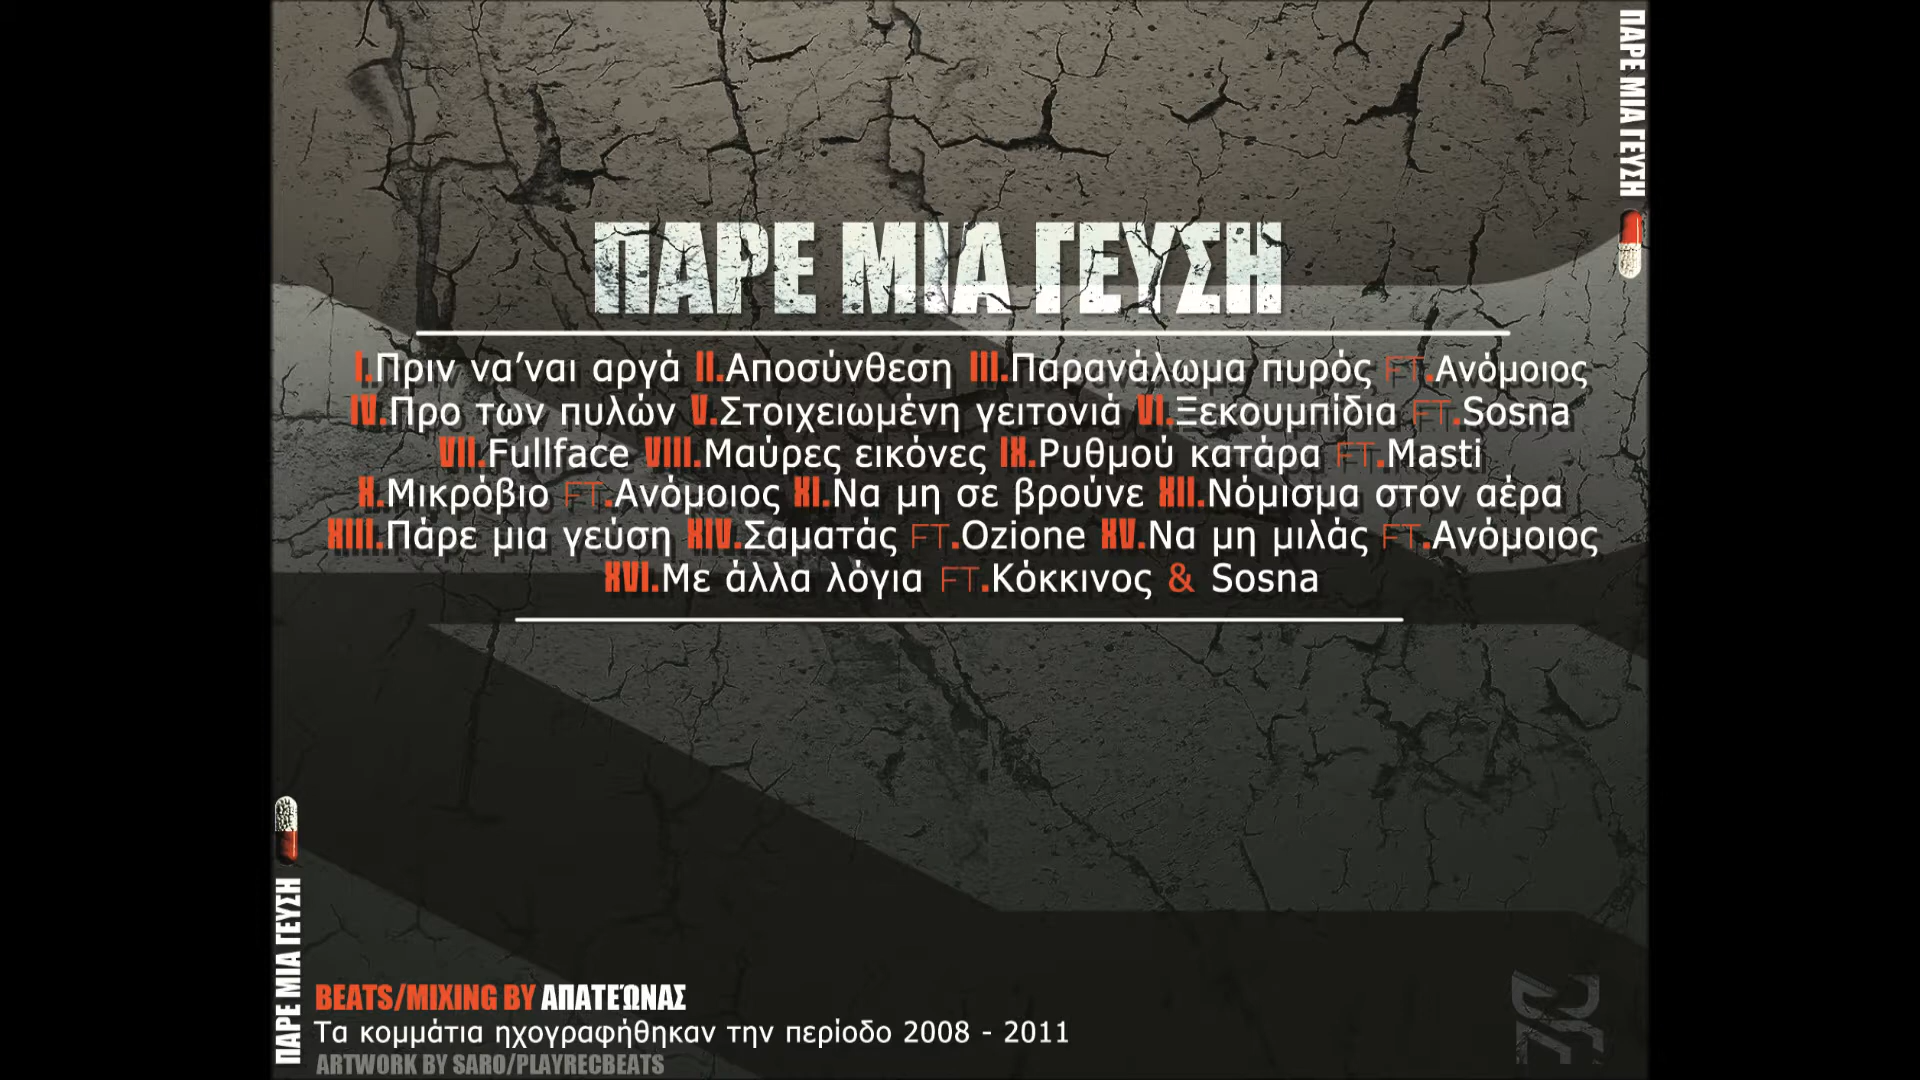 ΠΑΡΕ ΜΙΑ ΓΕΥΣΗ
ΠΑΡΕ ΜΙΑ ΓΕΥΣΗ
I.Πριν να’ναι αργά II.Αποσύνθεση III.Παρανάλωμα πυρός FT.Ανόμοιος
IV.Προ των πυλών V.Στοιχειωμένη γειτονιά VI.Ξεκουμπίδια FT.Sosna
VII.Fullface VIII.Μαύρες εικόνες IX.Ρυθμού κατάρα FT.Masti
X.Μικρόβιο FT.Ανόμοιος XI.Να μη σε βρούνε XII.Νόμισμα στον αέρα
XIII.Πάρε μια γεύση XIV.Σαματάς FT.Ozione XV.Να μη μιλάς FT.Ανόμοιος
XVI.Με άλλα λόγια FT.Κόκκινος & Sosna
ΠΑΡΕ ΜΙΑ ΓΕΥΣΗ
BEATS/MIXING BY ΑΠΑΤΕΏΝΑΣ
Τα κομμάτια ηχογραφήθηκαν την περίοδο 2008 - 2011
ARTWORK BY SARO/PLAYRECBEATS